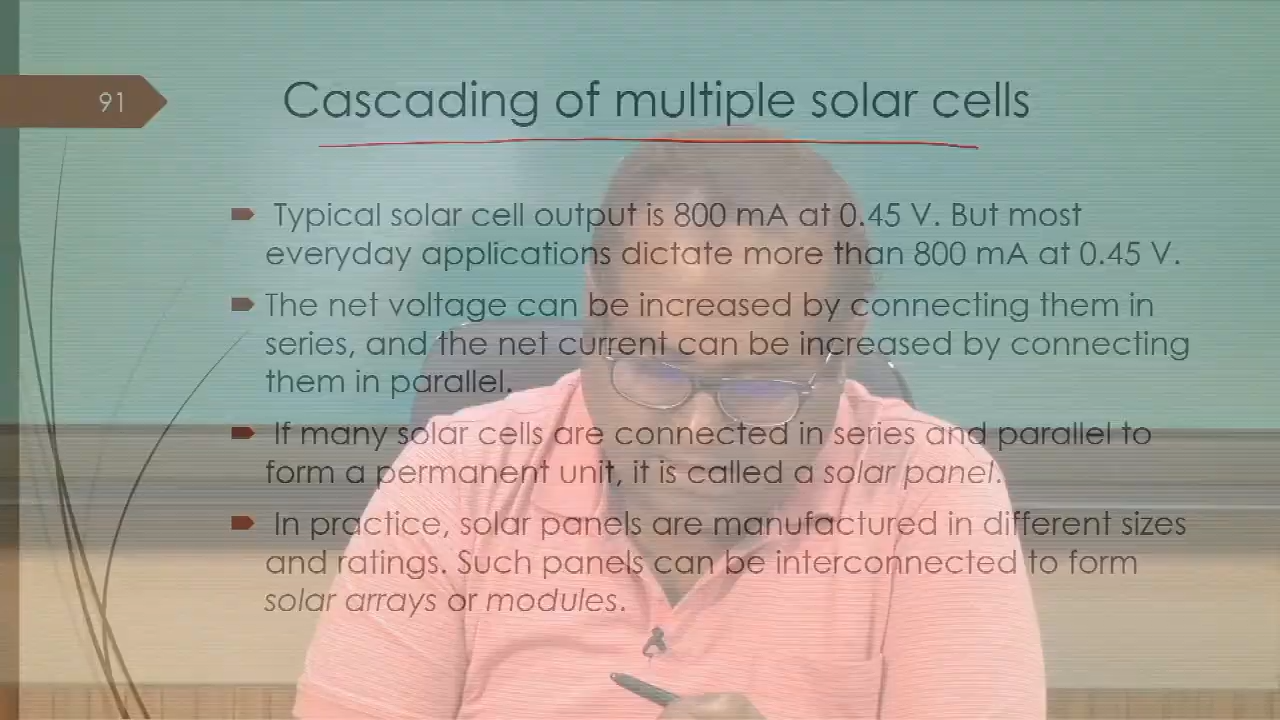 91
Cascading of multiple solar cells
Typical solar cell output is 800 mA at 0.45 V. But most
everyday applications dictate more than 800 mA at 0.45 V.
The net voltage can be increased by connecting them in
series, and the net current can be increased by connecting
them in parallel.
If many solar cells are connected in series and parallel to
form a permanent unit, it is called a solar panel.
In practice, solar panels are manufactured in different sizes
and ratings. Such panels can be interconnected to form
solar arrays or modules.